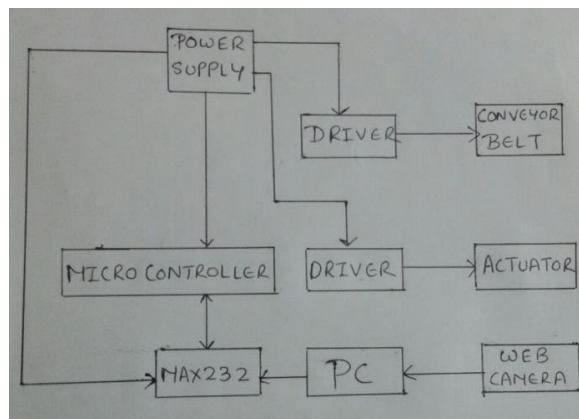 POWER
SUPPLY
DRIVER
CONVEYOR
BELT
MICRO CONTROLLER
DRIVER
ACTUATOR
MAX232
PC
WEB
CAMERA